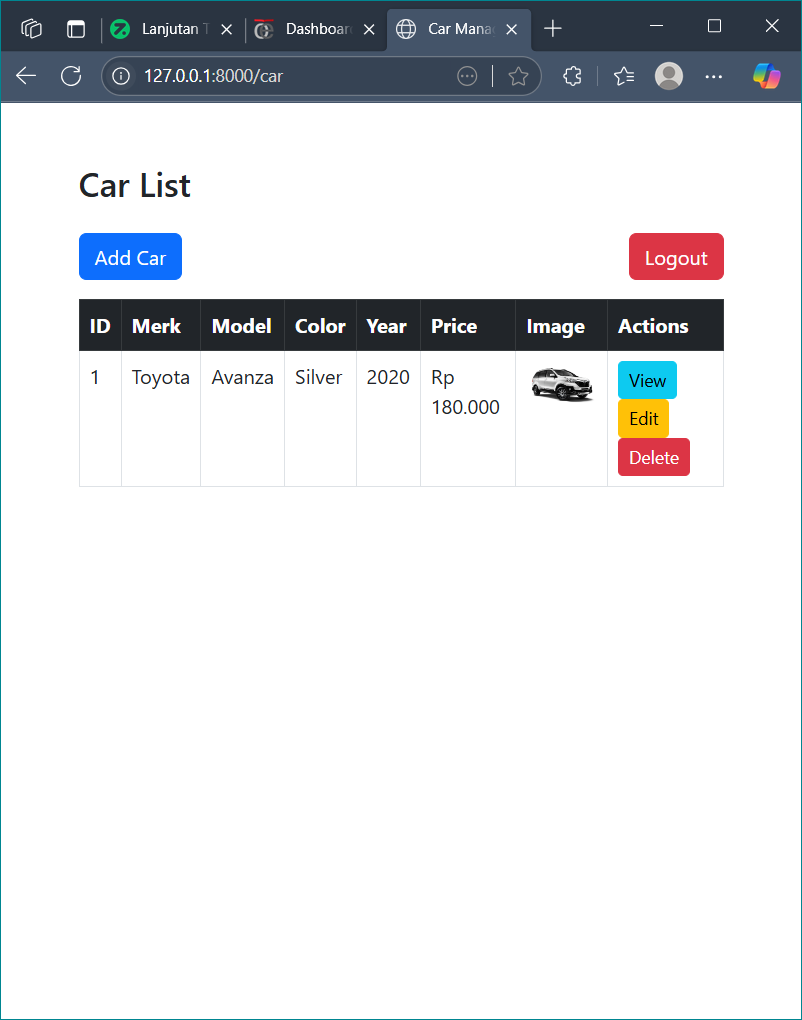 Lanjutan T
Dashboar
Car Mana
127.0.0.1:8000/car
Car List
Add Car
Logout
ID Merk Model Color Year Price Image Actions
1 Toyota Avanza Silver 2020 Rp
180.000
View
Edit
Delete